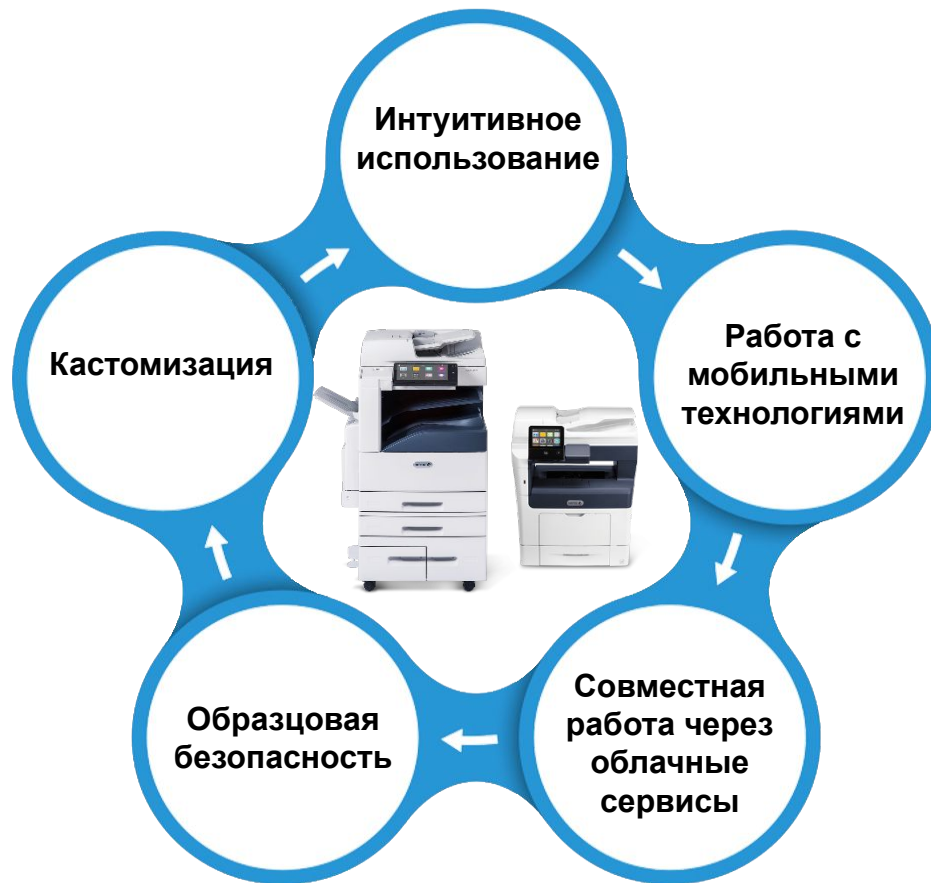 Интуитивное
использование
Работа с
мобильными
технологиями
Совместная
работа через
облачные
сервисы
Образцовая
безопасность
Кастомизация